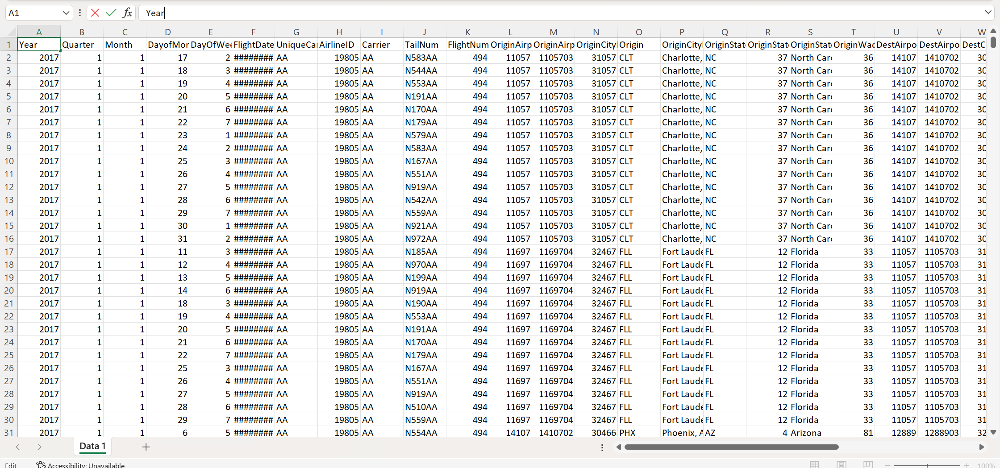 A1 Year
A B C D E F G H I J K L M N O P Q R S T U V W
1 Year Quarter Month DayofMor DayOfWee FlightDate UniqueCar AirlineID Carrier TailNum FlightNum OriginAirp OriginAirp OriginCityI Origin OriginCityI OriginStat OriginStat OriginStat OriginWac DestAirpo DestAirpo DestC
2 2017 1 1 17 2 ######## AA 19805 AA N583AA 494 11057 1105703 31057 CLT Charlotte, NC 37 North Car 36 14107 1410702 30
3 2017 1 1 18 3 ######## AA 19805 AA N544AA 494 11057 1105703 31057 CLT Charlotte, NC 37 North Car 36 14107 1410702 30
4 2017 1 1 19 4 ######## AA 19805 AA N553AA 494 11057 1105703 31057 CLT Charlotte, NC 37 North Car 36 14107 1410702 30
5 2017 1 1 20 5 ######## AA 19805 AA N191AA 494 11057 1105703 31057 CLT Charlotte, NC 37 North Car 36 14107 1410702 30
6 2017 1 1 21 6 ######## AA 19805 AA N170AA 494 11057 1105703 31057 CLT Charlotte, NC 37 North Car 36 14107 1410702 30
7 2017 1 1 22 7 ######## AA 19805 AA N179AA 494 11057 1105703 31057 CLT Charlotte, NC 37 North Car 36 14107 1410702 30
8 2017 1 1 23 1 ######## AA 19805 AA N579AA 494 11057 1105703 31057 CLT Charlotte, NC 37 North Car 36 14107 1410702 30
9 2017 1 1 24 2 ######## AA 19805 AA N583AA 494 11057 1105703 31057 CLT Charlotte, NC 37 North Car 36 14107 1410702 30
10 2017 1 1 25 3 ######## AA 19805 AA N167AA 494 11057 1105703 31057 CLT Charlotte, NC 37 North Car 36 14107 1410702 30
11 2017 1 1 26 4 ######## AA 19805 AA N551AA 494 11057 1105703 31057 CLT Charlotte, NC 37 North Car 36 14107 1410702 30
12 2017 1 1 27 5 ######## AA 19805 AA N919AA 494 11057 1105703 31057 CLT Charlotte, NC 37 North Car 36 14107 1410702 30
13 2017 1 1 28 6 ######## AA 19805 AA N542AA 494 11057 1105703 31057 CLT Charlotte, NC 37 North Car 36 14107 1410702 30
14 2017 1 1 29 7 ######## AA 19805 AA N559AA 494 11057 1105703 31057 CLT Charlotte, NC 37 North Car 36 14107 1410702 30
15 2017 1 1 30 1 ######## AA 19805 AA N921AA 494 11057 1105703 31057 CLT Charlotte, NC 37 North Car 36 14107 1410702 30
16 2017 1 1 31 2 ######## AA 19805 AA N972AA 494 11057 1105703 31057 CLT Charlotte, NC 37 North Car 36 14107 1410702 30
17 2017 1 1 11 3 ######## AA 19805 AA N185AA 494 11697 1169704 32467 FLL Fort Laude FL 12 Florida 33 11057 1105703 31
18 2017 1 1 12 4 ######## AA 19805 AA N970AA 494 11697 1169704 32467 FLL Fort Laude FL 12 Florida 33 11057 1105703 31
19 2017 1 1 13 5 ######## AA 19805 AA N199AA 494 11697 1169704 32467 FLL Fort Laude FL 12 Florida 33 11057 1105703 31
20 2017 1 1 14 6 ######## AA 19805 AA N919AA 494 11697 1169704 32467 FLL Fort Laude FL 12 Florida 33 11057 1105703 31
21 2017 1 1 18 3 ######## AA 19805 AA N190AA 494 11697 1169704 32467 FLL Fort Laude FL 12 Florida 33 11057 1105703 31
22 2017 1 1 19 4 ######## AA 19805 AA N553AA 494 11697 1169704 32467 FLL Fort Laude FL 12 Florida 33 11057 1105703 31
23 2017 1 1 20 5 ######## AA 19805 AA N191AA 494 11697 1169704 32467 FLL Fort Laude FL 12 Florida 33 11057 1105703 31
24 2017 1 1 21 6 ######## AA 19805 AA N170AA 494 11697 1169704 32467 FLL Fort Laude FL 12 Florida 33 11057 1105703 31
25 2017 1 1 22 7 ######## AA 19805 AA N179AA 494 11697 1169704 32467 FLL Fort Laude FL 12 Florida 33 11057 1105703 31
26 2017 1 1 25 3 ######## AA 19805 AA N167AA 494 11697 1169704 32467 FLL Fort Laude FL 12 Florida 33 11057 1105703 31
27 2017 1 1 26 4 ######## AA 19805 AA N551AA 494 11697 1169704 32467 FLL Fort Laude FL 12 Florida 33 11057 1105703 31
28 2017 1 1 27 5 ######## AA 19805 AA N919AA 494 11697 1169704 32467 FLL Fort Laude FL 12 Florida 33 11057 1105703 31
29 2017 1 1 28 6 ######## AA 19805 AA N510AA 494 11697 1169704 32467 FLL Fort Laude FL 12 Florida 33 11057 1105703 31
30 2017 1 1 29 7 ######## AA 19805 AA N559AA 494 11697 1169704 32467 FLL Fort Laude FL 12 Florida 33 11057 1105703 31
31 2017 1 1 6 5 ######## AA 19805 AA N554AA 494 14107 1410702 30466 PHX Phoenix, A AZ 4 Arizona 81 12889 1288903 32
Data 1
Edit Accessibility: Unavailable 100%